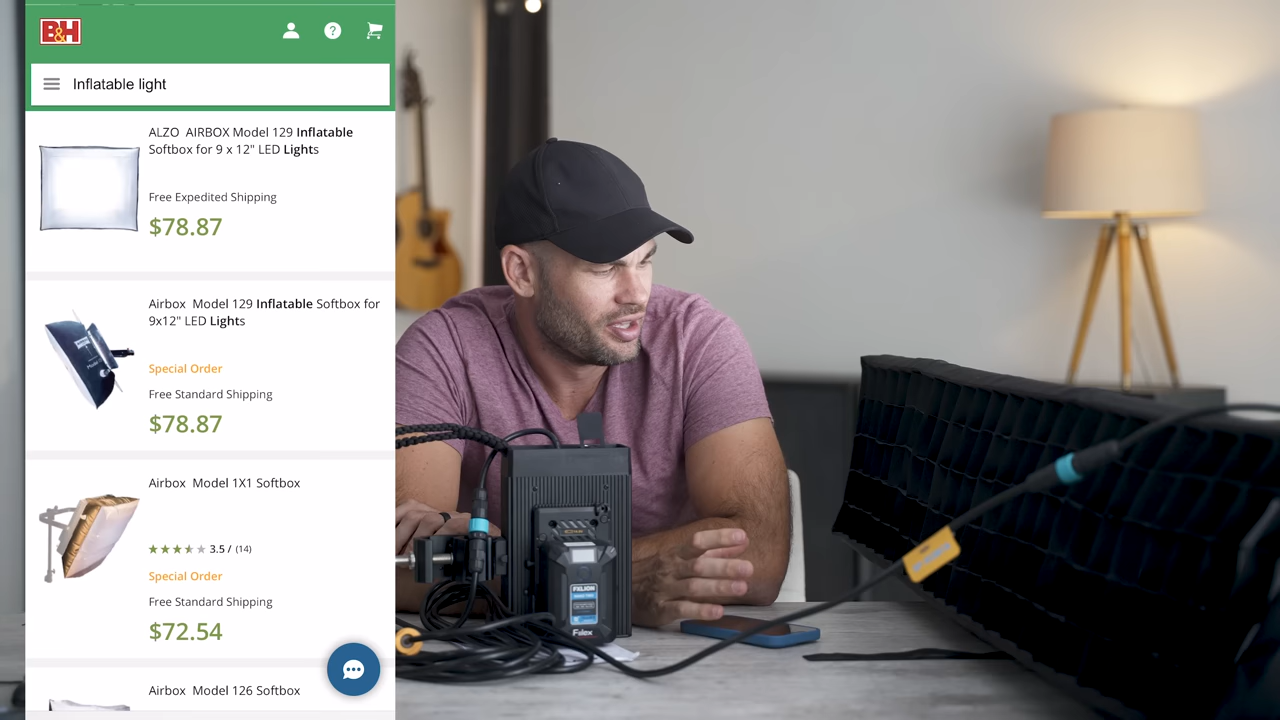 B&H
Inflatable light
ALZO AIRBOX Model 129 Inflatable
Softbox for 9 x 12" LED Lights
Free Expedited Shipping
$78.87
Airbox Model 129 Inflatable Softbox for
9x12" LED Lights
Special Order
Free Standard Shipping
$78.87
Airbox Model 1X1 Softbox
3.5 / (14)
Special Order
Free Standard Shipping
$72.54
Airbox Model 126 Softbox
FXLION
Foliex